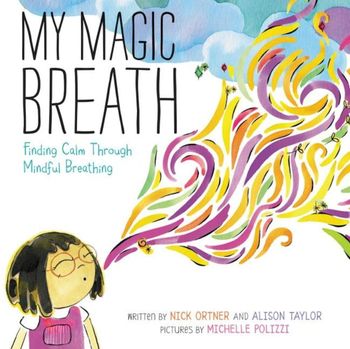 MY MAGIC
BREATH
Finding Calm Through
Mindful Breathing
WRITTEN BY NICK ORTNER AND ALISON TAYLOR
PICTURES BY MICHELLE POLIZZI